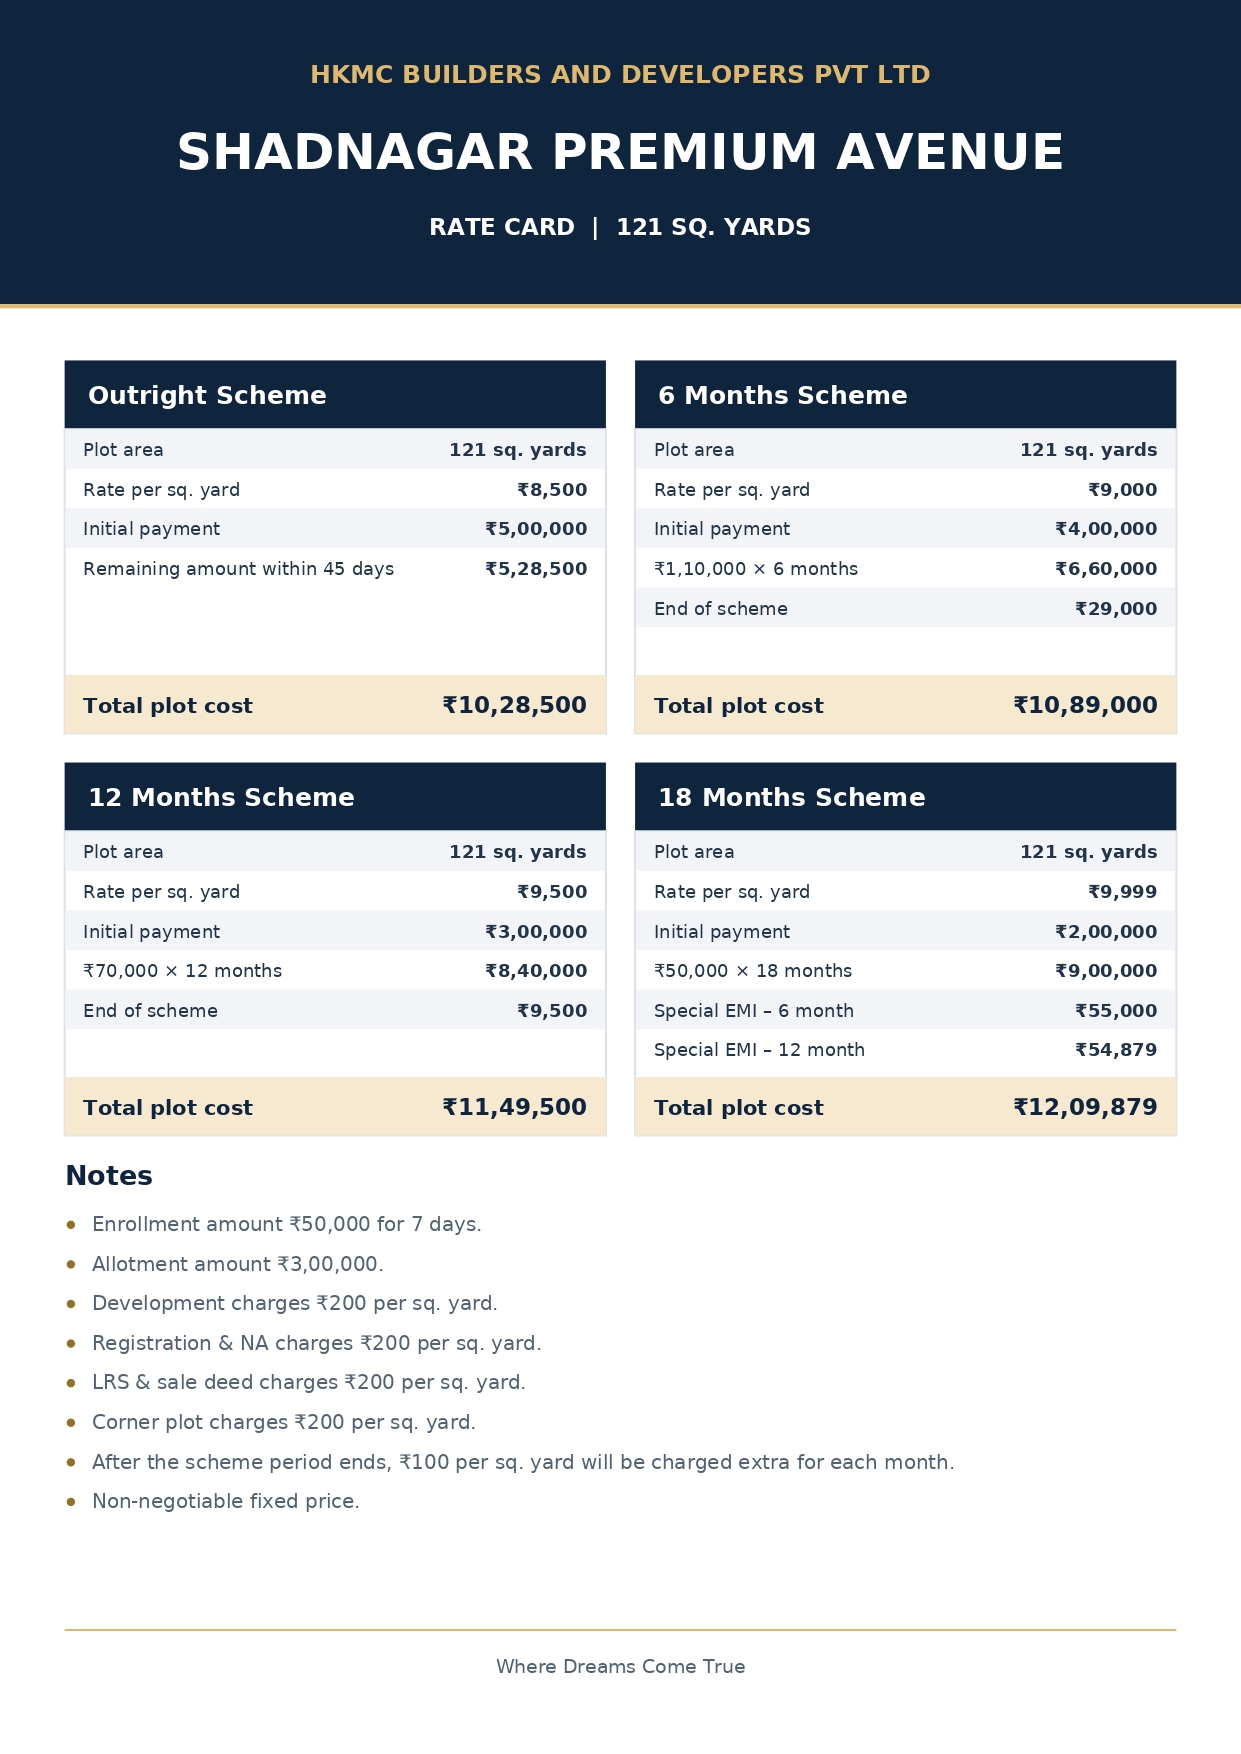 HKMC BUILDERS AND DEVELOPERS PVT LTD
SHADNAGAR PREMIUM AVENUE
RATE CARD | 121 SQ. YARDS
Outright Scheme
Plot area 121 sq. yards
Rate per sq. yard ₹8,500
Initial payment ₹5,00,000
Remaining amount within 45 days ₹5,28,500
Total plot cost ₹10,28,500
6 Months Scheme
Plot area 121 sq. yards
Rate per sq. yard ₹9,000
Initial payment ₹4,00,000
₹1,10,000 × 6 months ₹6,60,000
End of scheme ₹29,000
Total plot cost ₹10,89,000
12 Months Scheme
Plot area 121 sq. yards
Rate per sq. yard ₹9,500
Initial payment ₹3,00,000
₹70,000 × 12 months ₹8,40,000
End of scheme ₹9,500
Total plot cost ₹11,49,500
18 Months Scheme
Plot area 121 sq. yards
Rate per sq. yard ₹9,999
Initial payment ₹2,00,000
₹50,000 × 18 months ₹9,00,000
Special EMI – 6 month ₹55,000
Special EMI – 12 month ₹54,879
Total plot cost ₹12,09,879
Notes
• Enrollment amount ₹50,000 for 7 days.
• Allotment amount ₹3,00,000.
• Development charges ₹200 per sq. yard.
• Registration & NA charges ₹200 per sq. yard.
• LRS & sale deed charges ₹200 per sq. yard.
• Corner plot charges ₹200 per sq. yard.
• After the scheme period ends, ₹100 per sq. yard will be charged extra for each month.
• Non-negotiable fixed price.
Where Dreams Come True